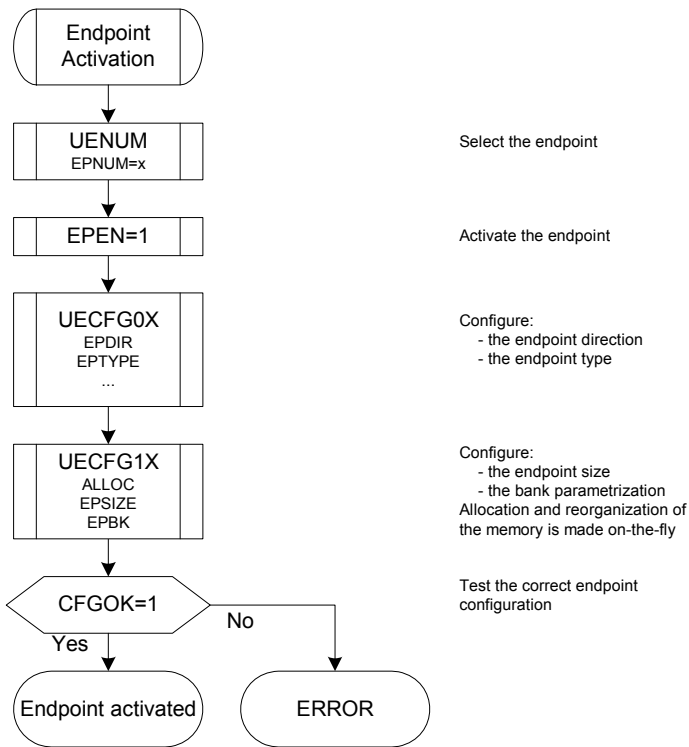 Endpoint
Activation
UENUM
EPNUM=x
Select the endpoint
EPEN=1
Activate the endpoint
UECFG0X
EPDIR
EPTYPE
...
Configure:
- the endpoint direction
- the endpoint type
UECFG1X
ALLOC
EPSIZE
EPBK
Configure:
- the endpoint size
- the bank parametrization
Allocation and reorganization of
the memory is made on-the-fly
CFGOK=1
Test the correct endpoint
configuration
No
Yes
Endpoint activated
ERROR